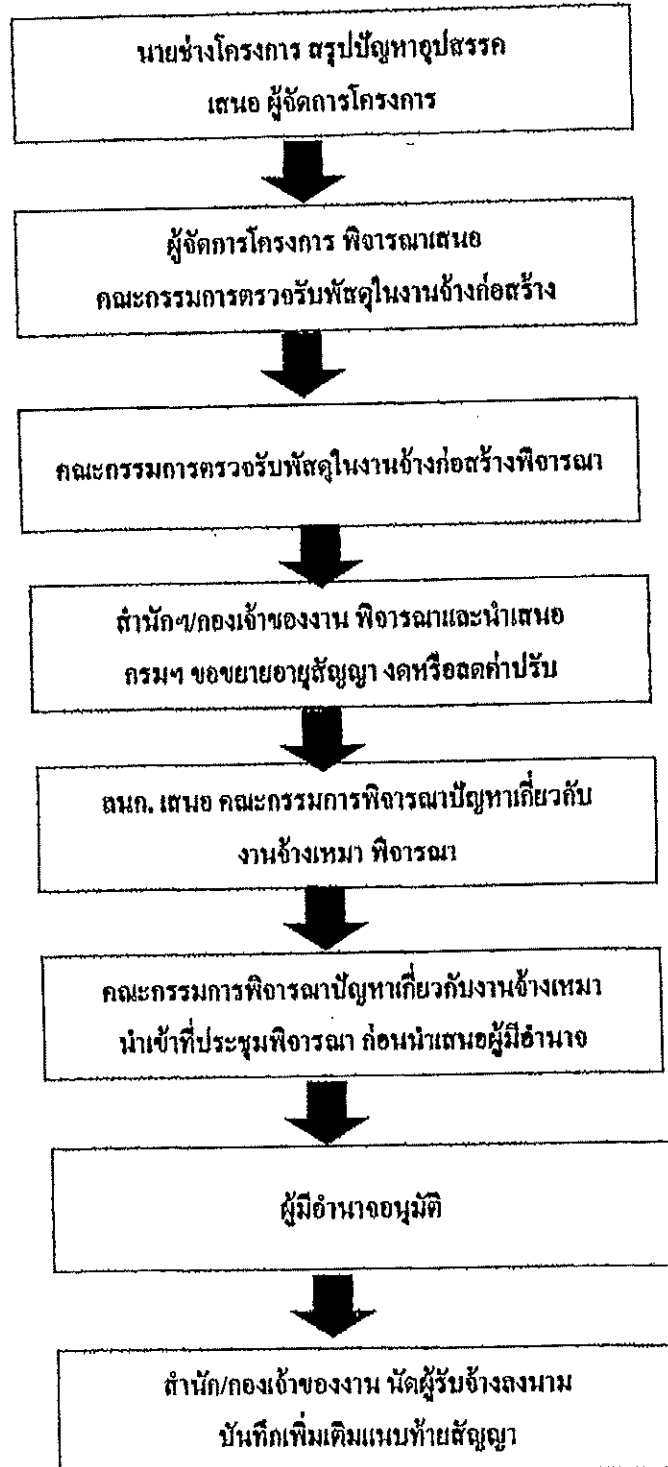 นายช่างโครงการ สรุปปัญหาอุปสรรค
เสนอ ผู้จัดการโครงการ
ผู้จัดการโครงการ พิจารณาเสนอ
คณะกรรมการตรวจรับพัสดุในงานจ้างก่อสร้าง
คณะกรรมการตรวจรับพัสดุในงานจ้างก่อสร้างพิจารณา
สำนักฯ/กองเจ้าของงาน พิจารณาและนำเสนอ
กรมฯ ขอขยายอายุสัญญา งดหรือลดค่าปรับ
ลนก. เสนอ คณะกรรมการพิจารณาปัญหาเกี่ยวกับ
งานจ้างเหมา พิจารณา
คณะกรรมการพิจารณาปัญหาเกี่ยวกับงานจ้างเหมา
นำเข้าที่ประชุมพิจารณา ก่อนนำเสนอผู้มีอำนาจ
ผู้มีอำนาจอนุมัติ
สำนัก/กองเจ้าของงาน นัดผู้รับจ้างลงนาม
บันทึกเพิ่มเติมแนบท้ายสัญญา